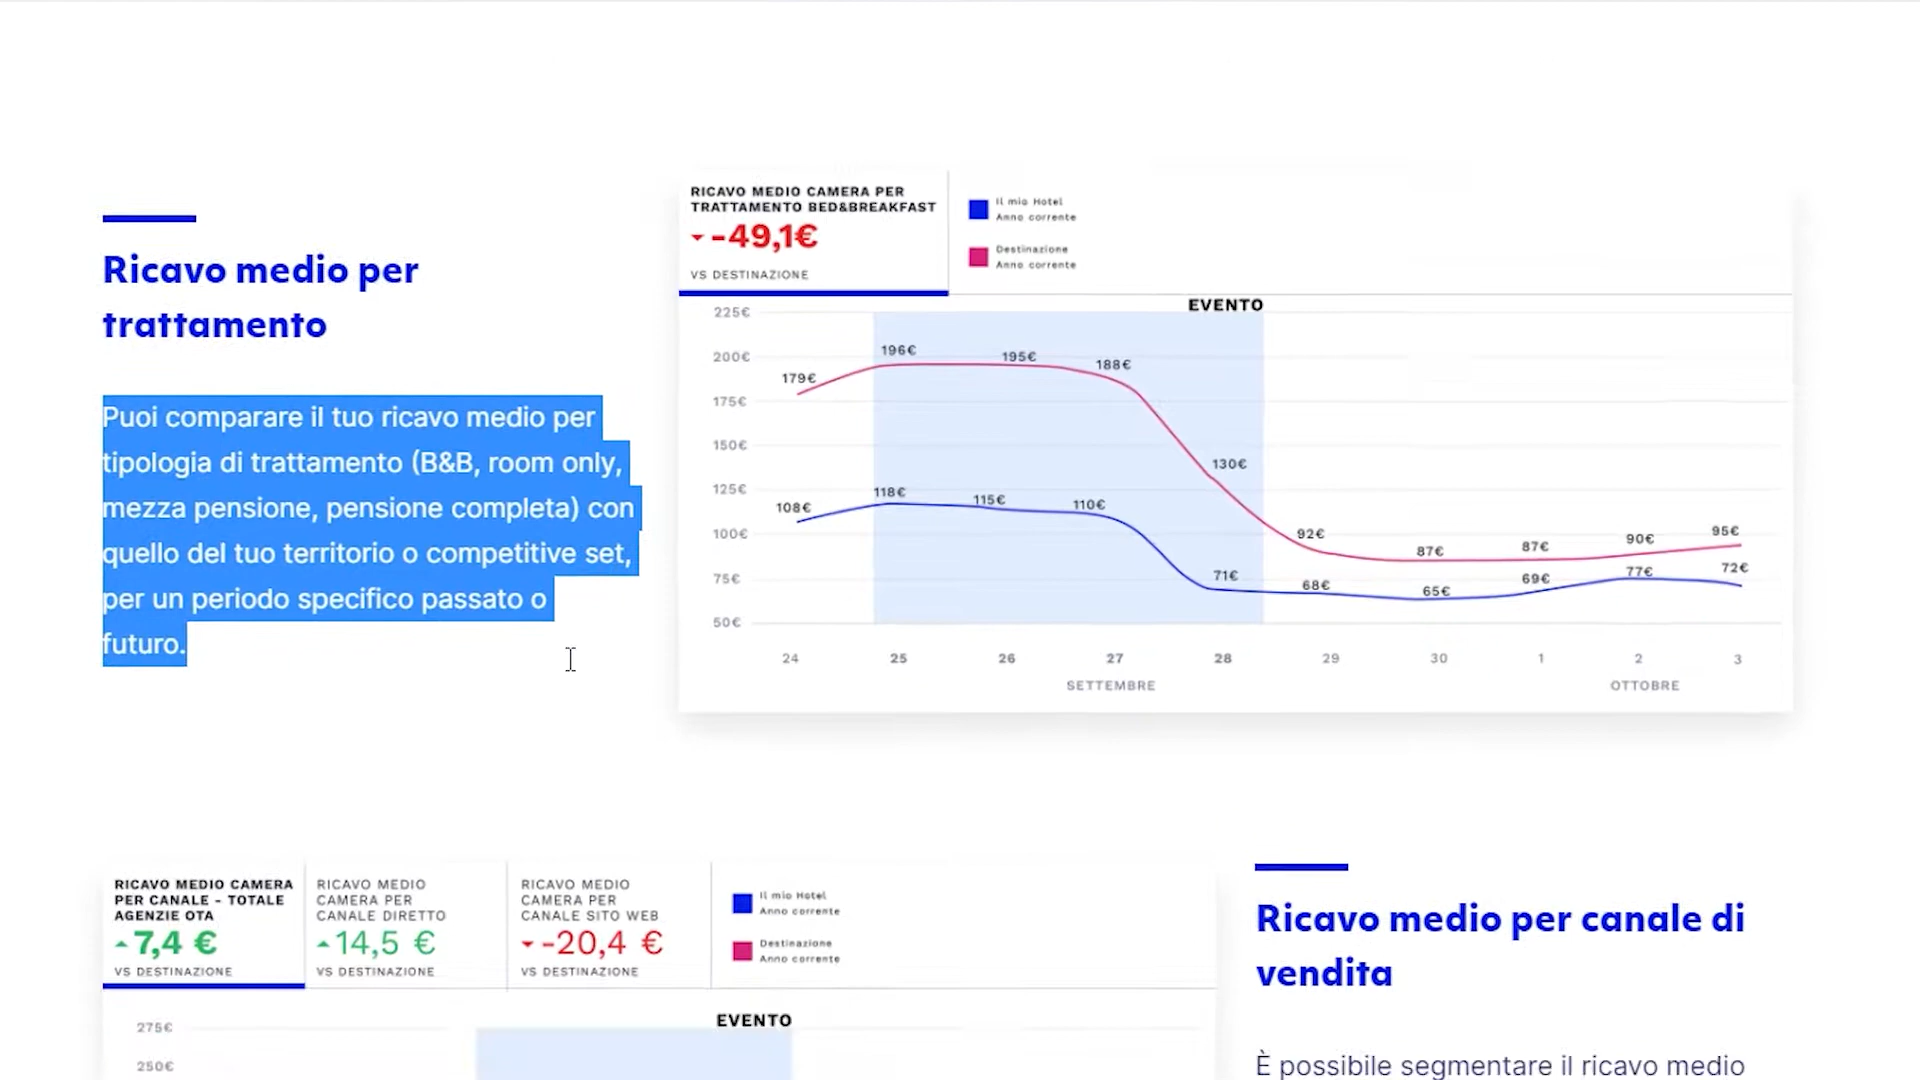 Ricavo medio per
trattamento
Puoi comparare il tuo ricavo medio per
tipologia di trattamento (B&B, room only,
mezza pensione, pensione completa) con
quello del tuo territorio o competitive set,
per un periodo specifico passato o
futuro.
RICAVO MEDIO CAMERA PER
TRATTAMENTO BED&BREAKFAST
-49,1€
VS DESTINAZIONE
Il mio Hotel
Anno corrente
Destinazione
Anno corrente
EVENTO
225€
200€
175€
150€
125€
100€
75€
50€
179€
196€
195€
188€
130€
92€
87€
87€
90€
95€
108€
118€
115€
110€
71€
68€
65€
69€
77€
72€
24 25 26 27 28 29 30 1 2 3
SETTEMBRE OTTOBRE
RICAVO MEDIO CAMERA
PER CANALE - TOTALE
AGENZIE OTA
7,4 €
VS DESTINAZIONE
RICAVO MEDIO
CAMERA PER
CANALE DIRETTO
14,5 €
VS DESTINAZIONE
RICAVO MEDIO
CAMERA PER
CANALE SITO WEB
-20,4 €
VS DESTINAZIONE
Il mio Hotel
Anno corrente
Destinazione
Anno corrente
EVENTO
275€
250€
Ricavo medio per canale di
vendita
È possibile segmentare il ricavo medio